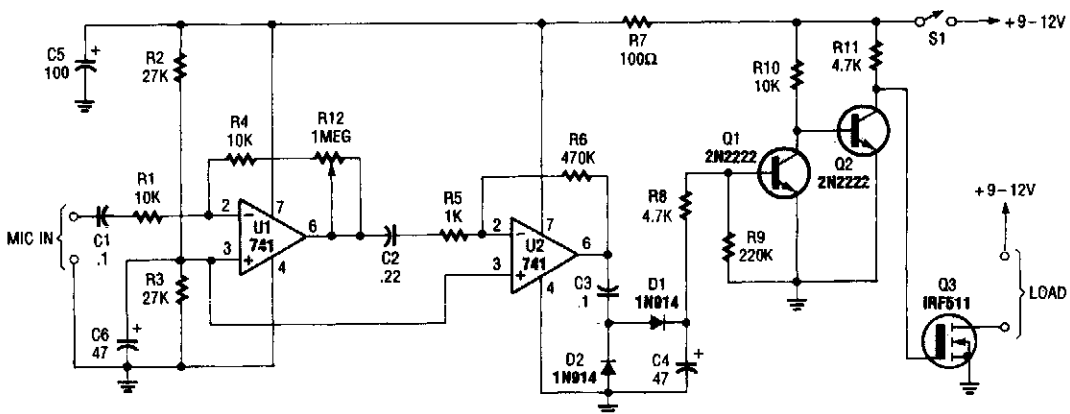 C5
100
R2
27K
R7
100Ω
R10
10K
R11
4.7K
S1
+9-12V
R4
10K
R12
1MEG
R6
470K
Q1
2N2222
Q2
2N2222
MIC IN
C1
.1
R1
10K
2
3
-
+
7
U1
741
6
4
C2
.22
R5
1K
2
3
-
+
7
U2
741
6
4
R8
4.7K
R9
220K
+9-12V
LOAD
R3
27K
C6
47
+
+
C3
.1
D1
1N914
D2
1N914
C4
47
+
Q3
IRF511